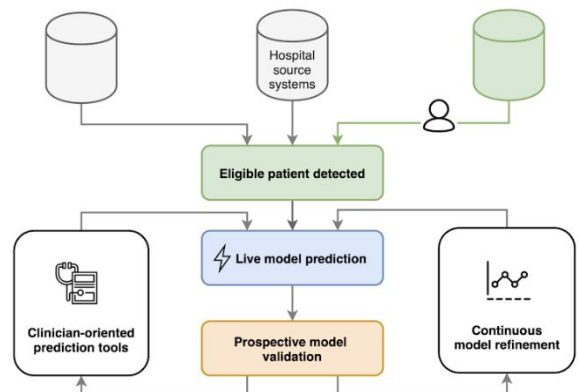 Hospital
source
systems
Eligible patient detected
Live model prediction
Clinician-oriented
prediction tools
Prospective model
validation
Continuous
model refinement